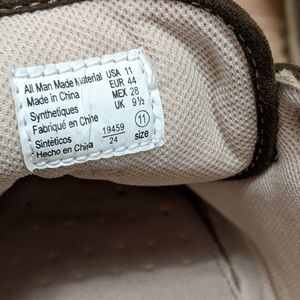 All Man Made Material USA 11
Made in China EUR 44
Synthetiques MEX 28
Fabriqué en Chine UK 9½
Sintéticos 19459 11
Hecho en China 24 size